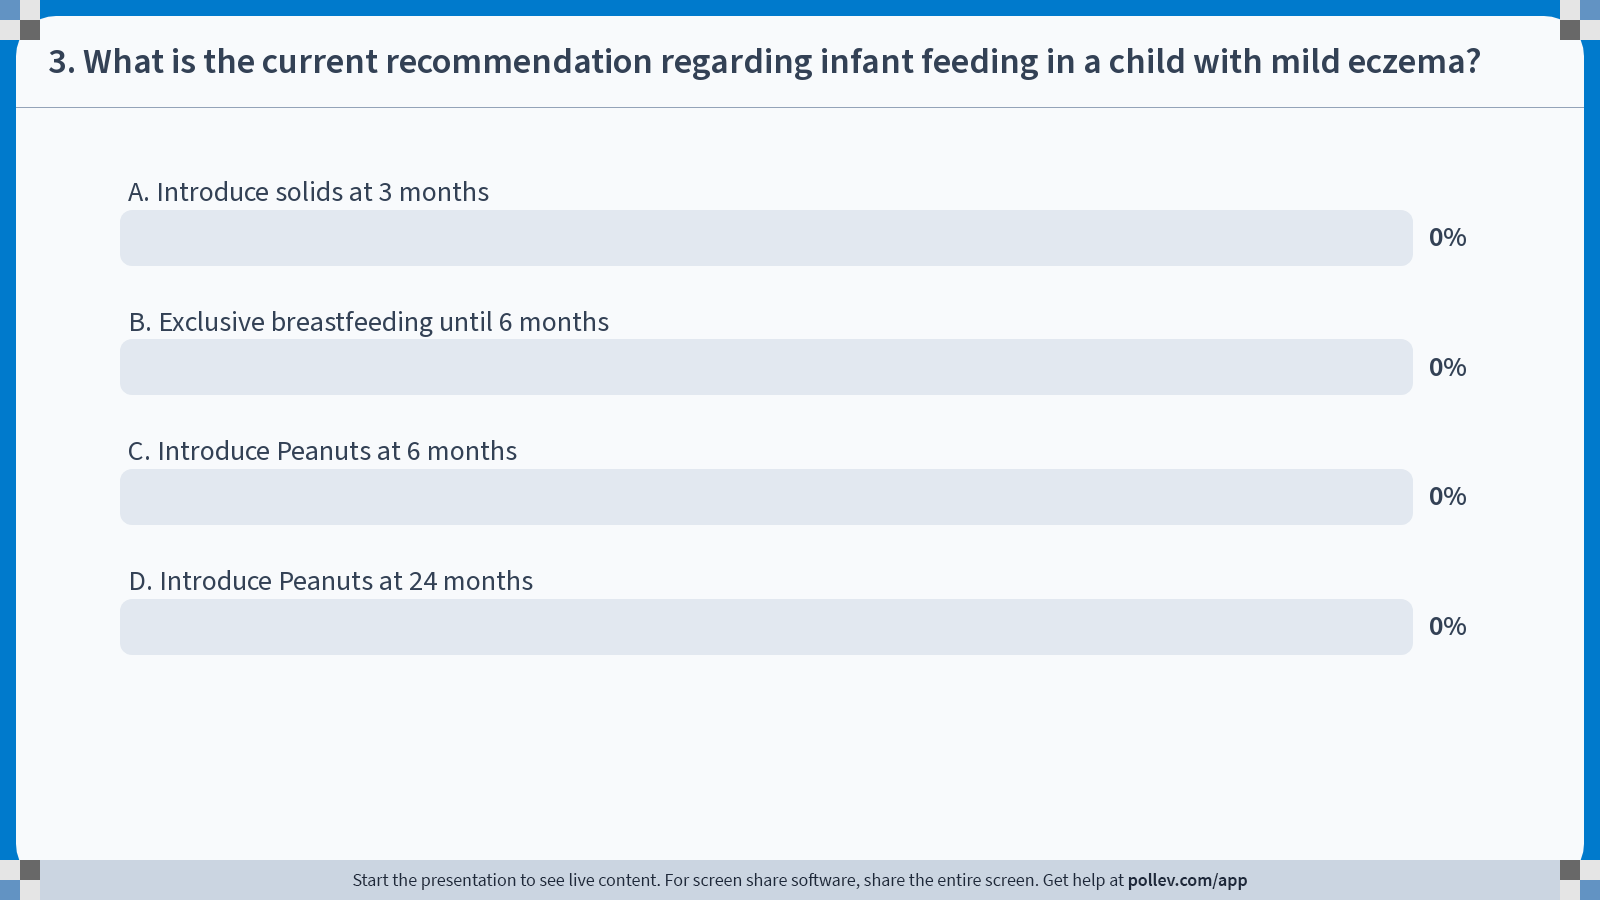 3. What is the current recommendation regarding infant feeding in a child with mild eczema?
A. Introduce solids at 3 months
0%
B. Exclusive breastfeeding until 6 months
0%
C. Introduce Peanuts at 6 months
0%
D. Introduce Peanuts at 24 months
0%
Start the presentation to see live content. For screen share software, share the entire screen. Get help at pollev.com/app